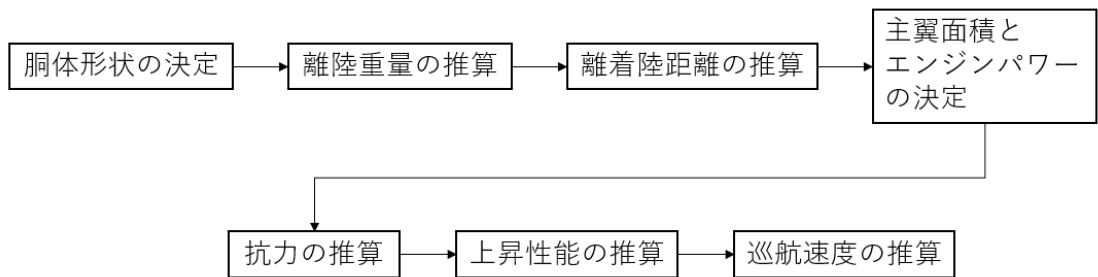 胴体形状の決定
離陸重量の推算
離着陸距離の推算
主翼面積と
エンジンパワー
の決定
抗力の推算
上昇性能の推算
巡航速度の推算